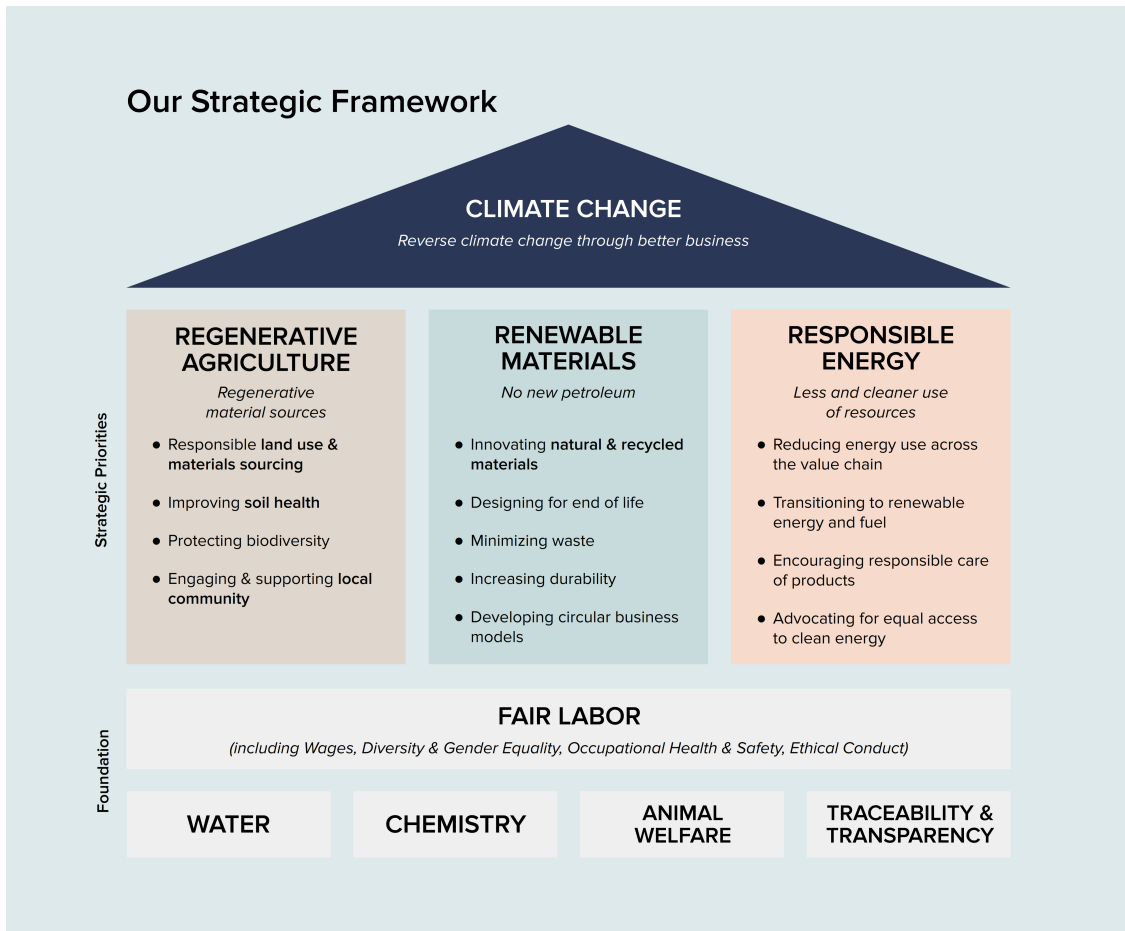 Our Strategic Framework
CLIMATE CHANGE
Reverse climate change through better business
Strategic Priorities
REGENERATIVE
AGRICULTURE
Regenerative
material sources
● Responsible land use &
materials sourcing
● Improving soil health
● Protecting biodiversity
● Engaging & supporting local
community
RENEWABLE
MATERIALS
No new petroleum
● Innovating natural & recycled
materials
● Designing for end of life
● Minimizing waste
● Increasing durability
● Developing circular business
models
RESPONSIBLE
ENERGY
Less and cleaner use
of resources
● Reducing energy use across
the value chain
● Transitioning to renewable
energy and fuel
● Encouraging responsible care
of products
● Advocating for equal access
to clean energy
Foundation
FAIR LABOR
(including Wages, Diversity & Gender Equality, Occupational Health & Safety, Ethical Conduct)
WATER
CHEMISTRY
ANIMAL
WELFARE
TRACEABILITY &
TRANSPARENCY